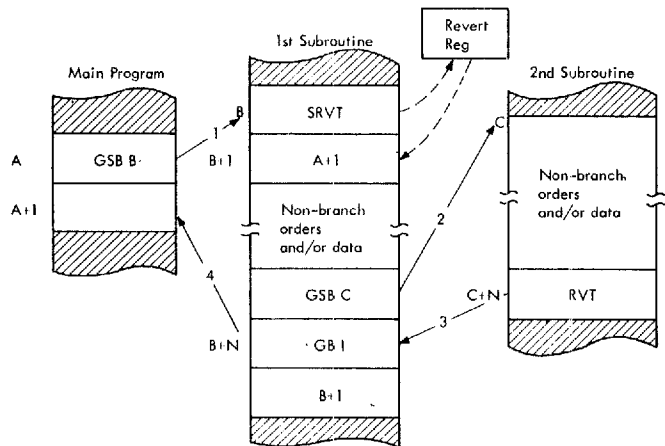 Revert
Reg
1st Subroutine
Main Program
2nd Subroutine
B
SRVT
C
1
A
GSB B
B+1
A+1
A+1
2
Non-branch
orders
and/or data
Non-branch
orders
and/or data
4
GSB C
C+N
RVT
3
B+N
GB I
B+1